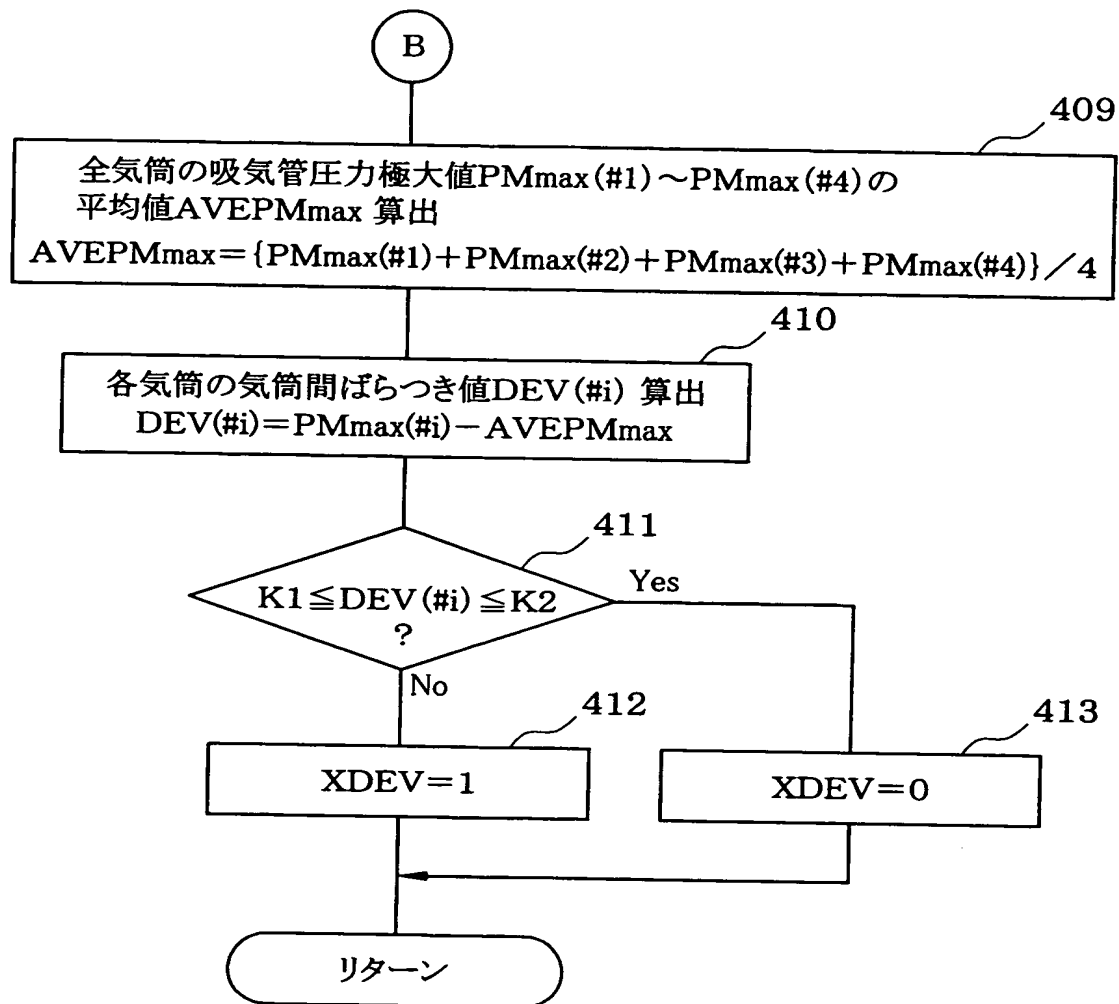 B
409
全気筒の吸気管圧力極大値PMmax(#1)～PMmax(#4)の
平均値AVEPMmax 算出
AVEPMmax＝{PMmax(#1)+PMmax(#2)+PMmax(#3)+PMmax(#4)}／4
410
各気筒の気筒間ばらつき値DEV(#i) 算出
DEV(#i)＝PMmax(#i)－AVEPMmax
411
K1≦DEV(#i)≦K2
?
Yes
No
412
XDEV＝1
413
XDEV＝0
リターン